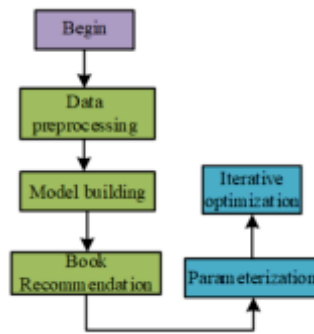 Begin
Data
preprocessing
Model building
Book
Recommendation
Parameterization
Iterative
optimization